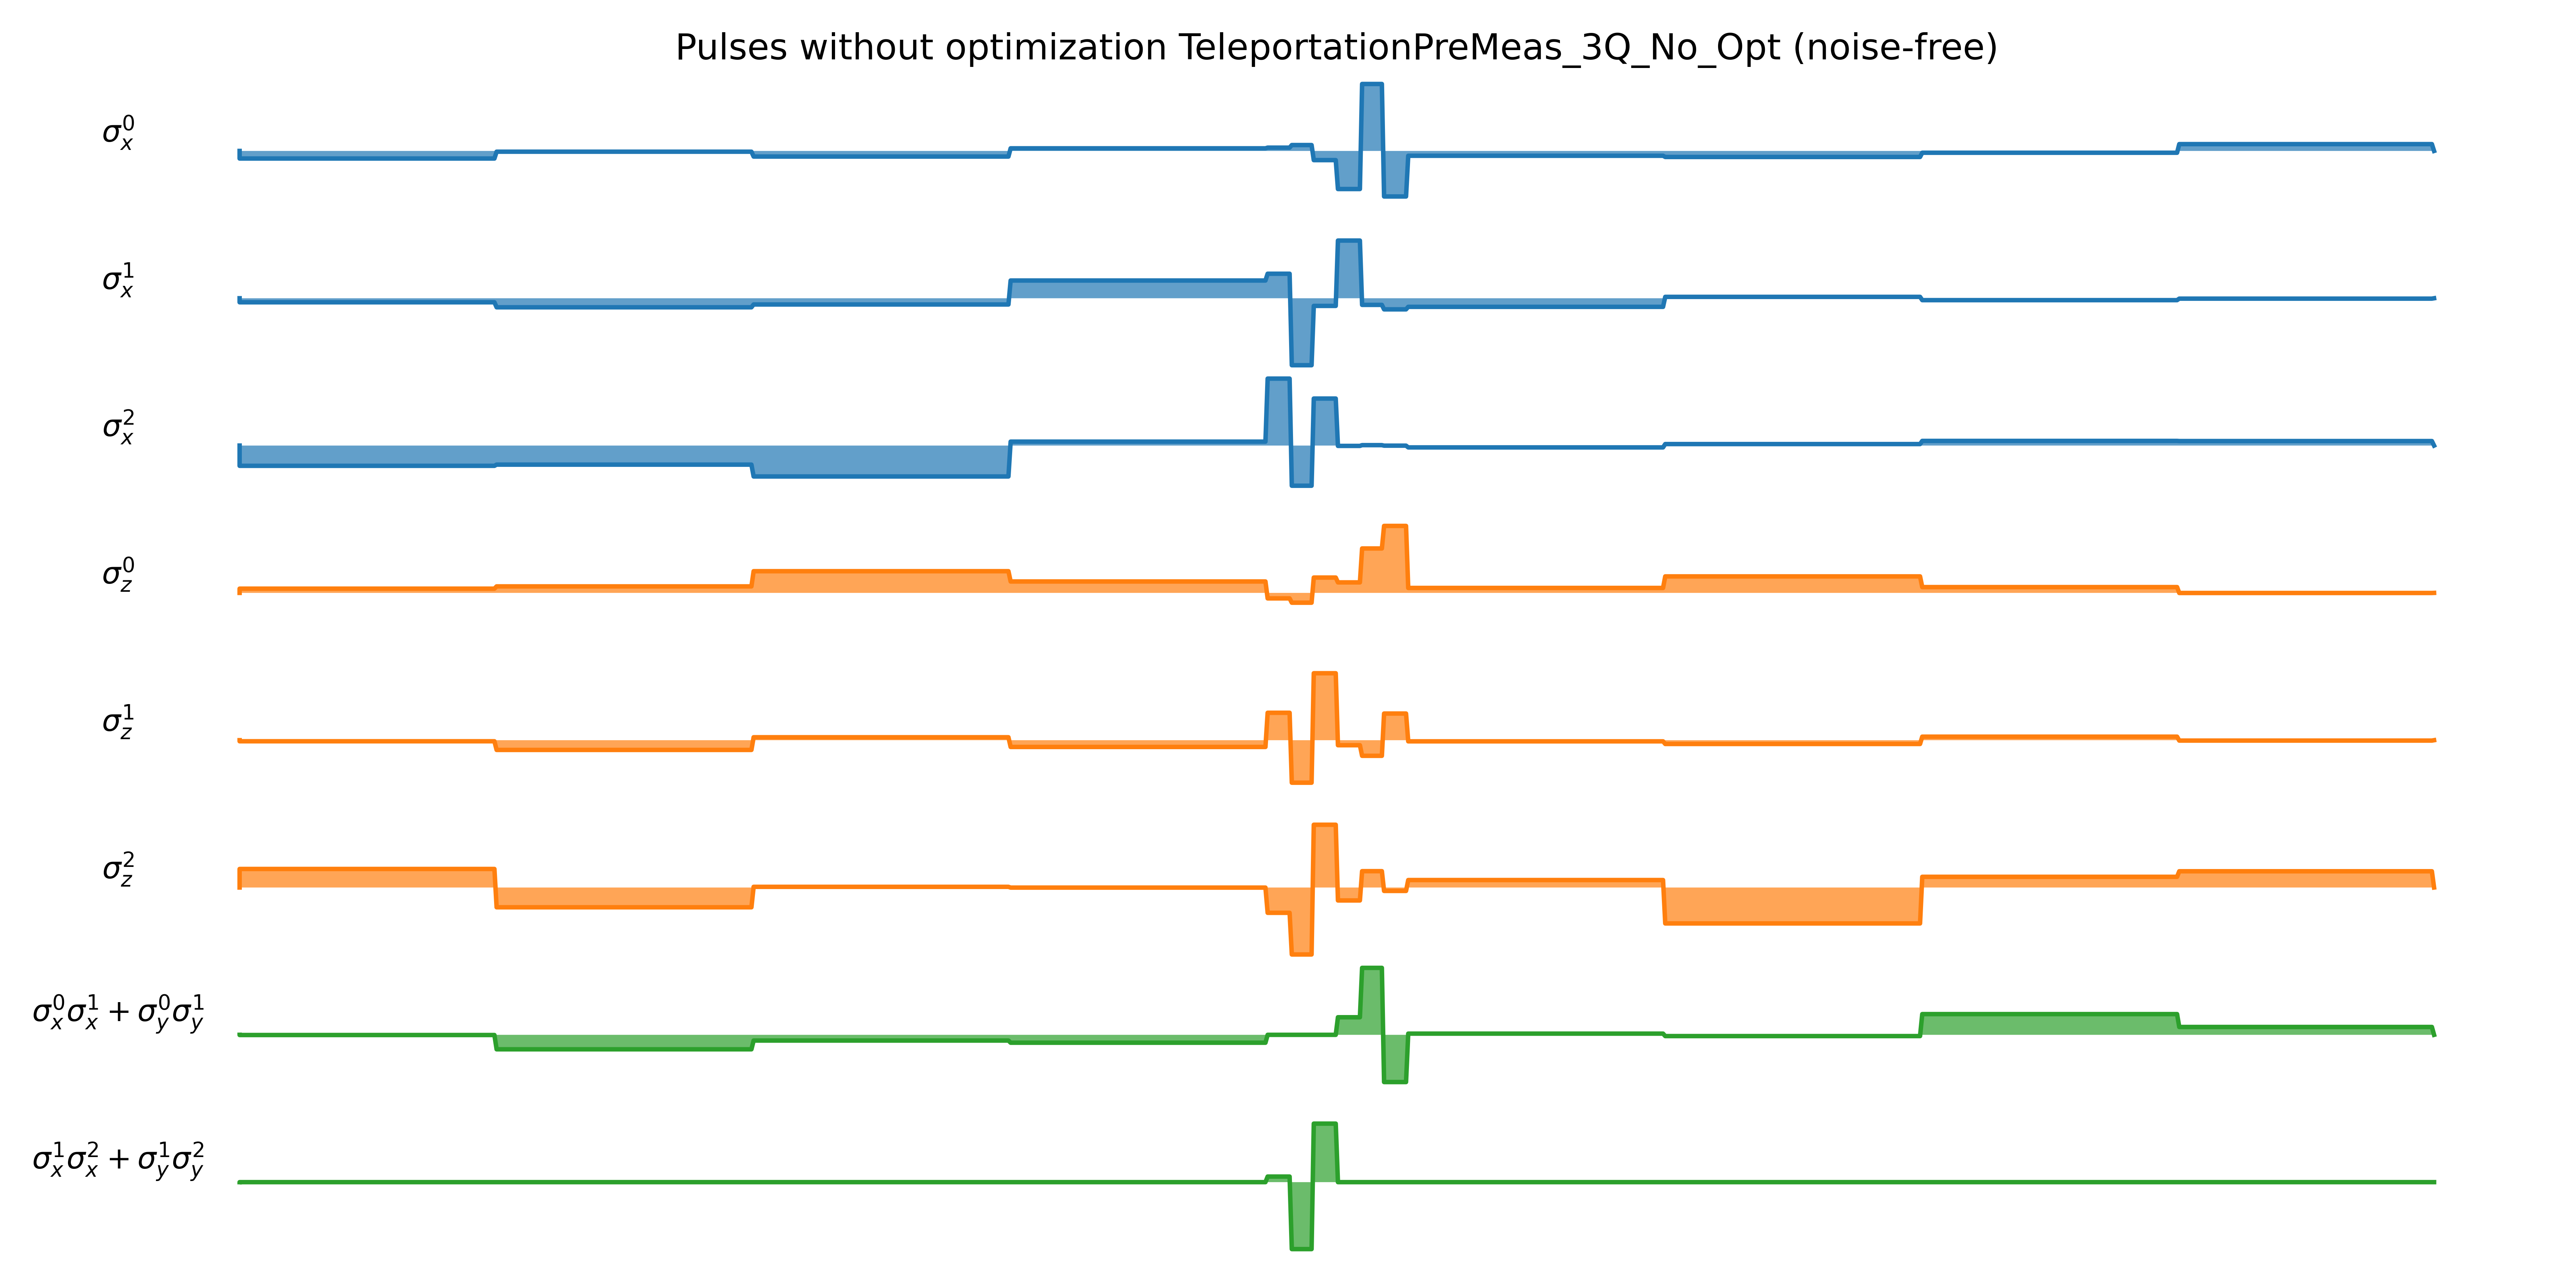 Pulses without optimization TeleportationPreMeas_3Q_No_Opt (noise-free)
σ_x^0
σ_x^1
σ_x^2
σ_z^0
σ_z^1
σ_z^2
σ_x^0σ_x^1 + σ_y^0σ_y^1
σ_x^1σ_x^2 + σ_y^1σ_y^2